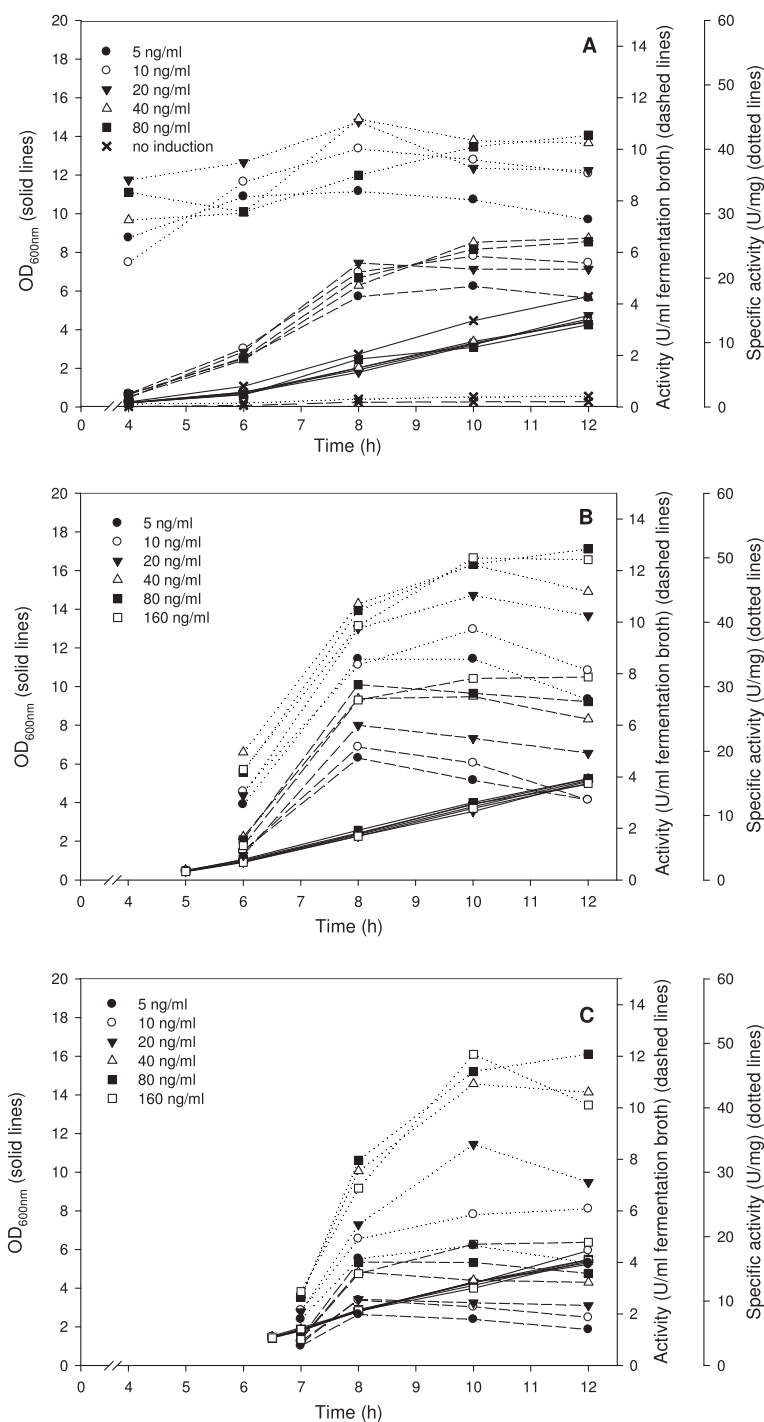 A
5 ng/ml
10 ng/ml
20 ng/ml
40 ng/ml
80 ng/ml
no induction
OD600nm (solid lines)
20
18
16
14
12
10
8
6
4
2
0
Activity (U/ml fermentation broth) (dashed lines)
14
12
10
8
6
4
2
0
Specific activity (U/mg) (dotted lines)
60
50
40
30
20
10
0
0 4 5 6 7 8 9 10 11 12
Time (h)
B
5 ng/ml
10 ng/ml
20 ng/ml
40 ng/ml
80 ng/ml
160 ng/ml
OD600nm (solid lines)
20
18
16
14
12
10
8
6
4
2
0
Activity (U/ml fermentation broth) (dashed lines)
14
12
10
8
6
4
2
0
Specific activity (U/mg) (dotted lines)
60
50
40
30
20
10
0
0 4 5 6 7 8 9 10 11 12
Time (h)
C
5 ng/ml
10 ng/ml
20 ng/ml
40 ng/ml
80 ng/ml
160 ng/ml
OD600nm (solid lines)
20
18
16
14
12
10
8
6
4
2
0
Activity (U/ml fermentation broth) (dashed lines)
14
12
10
8
6
4
2
0
Specific activity (U/mg) (dotted lines)
60
50
40
30
20
10
0
0 4 5 6 7 8 9 10 11 12
Time (h)